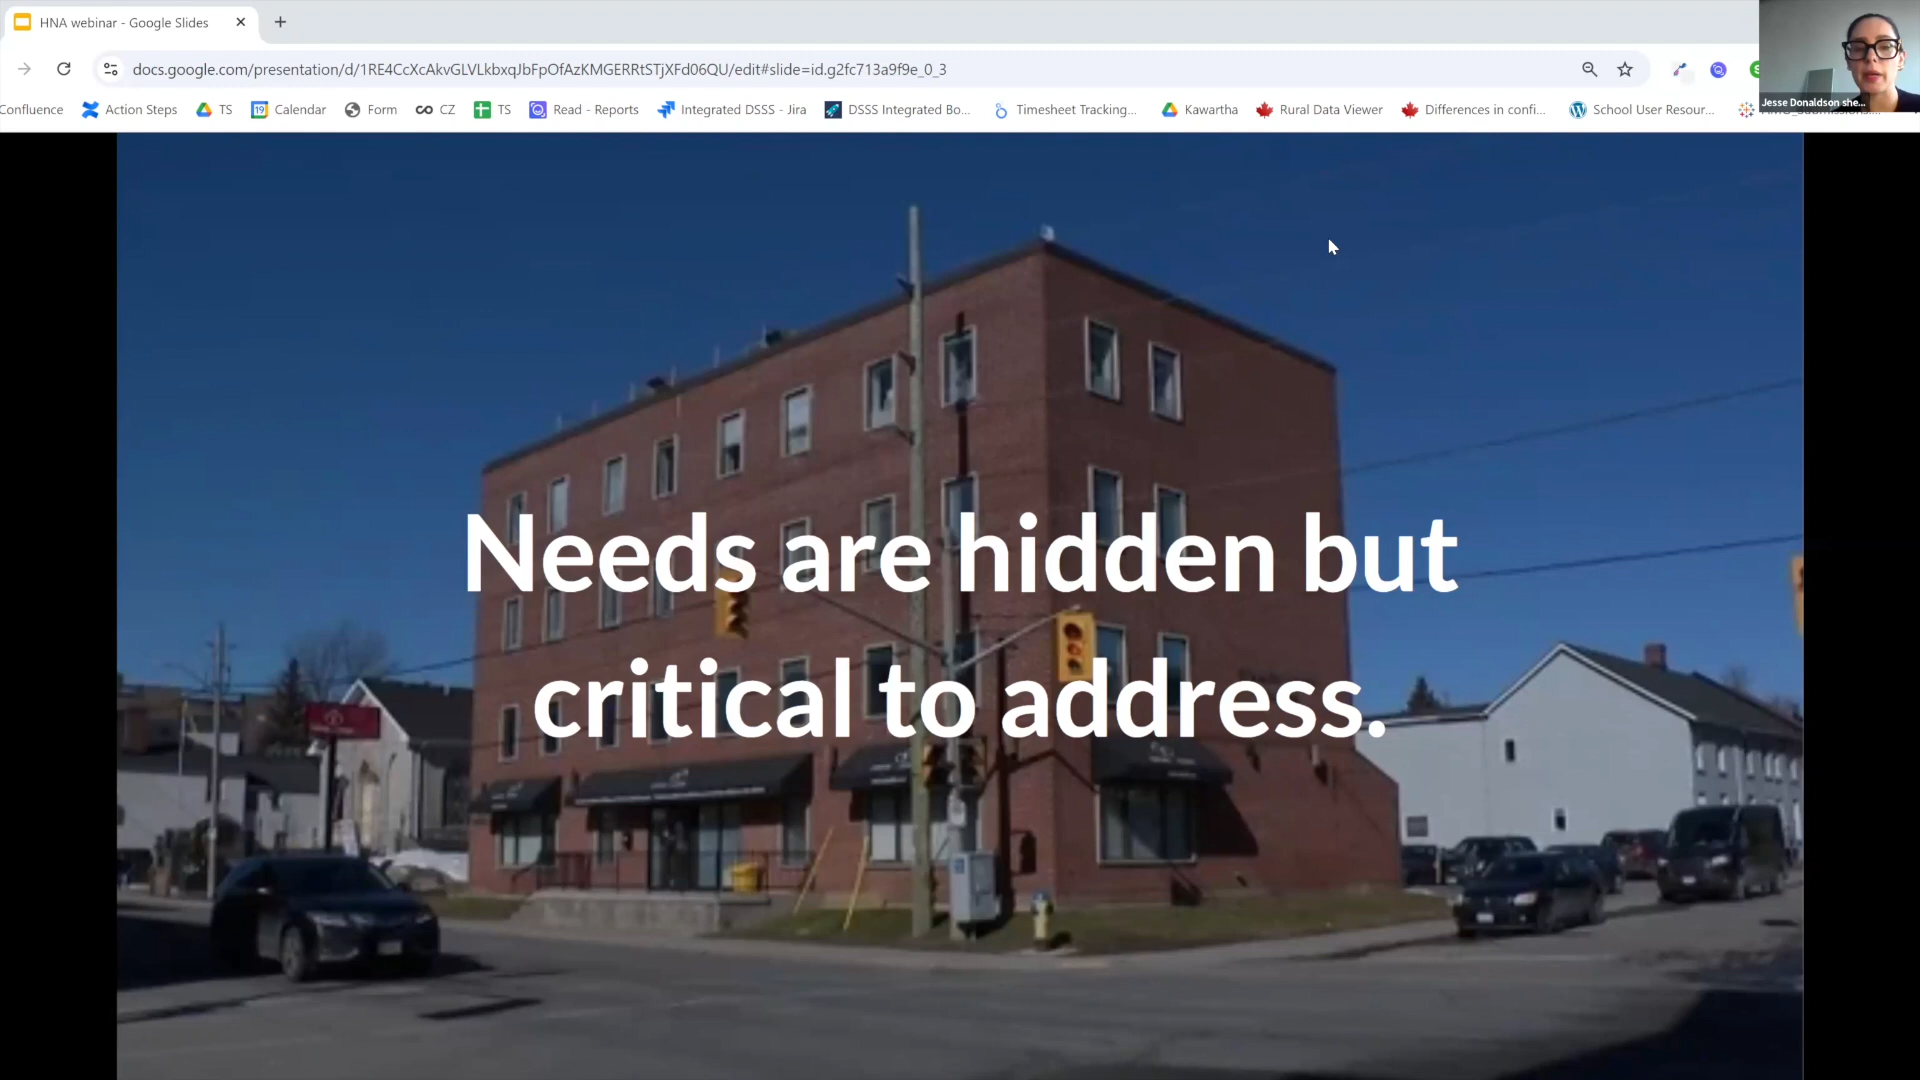 HNA webinar - Google Slides
docs.google.com/presentation/d/1RE4CcXcAkvGLVLkbxqJbFpOfAzKMGERRtSTjXFd06QU/edit#slide=id.g2fc713a9f9e_0_3
Confluence Action Steps TS 19 Calendar Form CZ TS Read - Reports Integrated DSSS - Jira DSSS Integrated Bo... Timesheet Tracking... Kawartha Rural Data Viewer Differences in confi... School User Resour...
Jesse Donaldson she...
Needs are hidden but
critical to address.